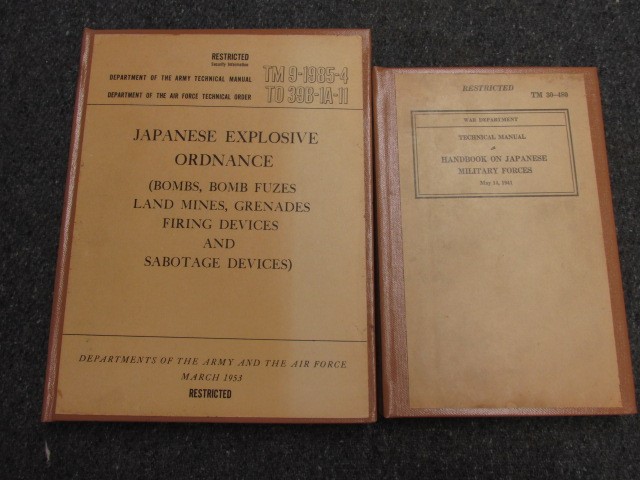 RESTRICTED
Security Information
DEPARTMENT OF THE ARMY TECHNICAL MANUAL TM 9-1985-4
DEPARTMENT OF THE AIR FORCE TECHNICAL ORDER TO 39B-1A-11
JAPANESE EXPLOSIVE
ORDNANCE
(BOMBS, BOMB FUZES
LAND MINES, GRENADES
FIRING DEVICES
AND
SABOTAGE DEVICES)
DEPARTMENTS OF THE ARMY AND THE AIR FORCE
MARCH 1953
RESTRICTED
RESTRICTED
TM 30-480
WAR DEPARTMENT
TECHNICAL MANUAL
HANDBOOK ON JAPANESE
MILITARY FORCES
May 14, 1941